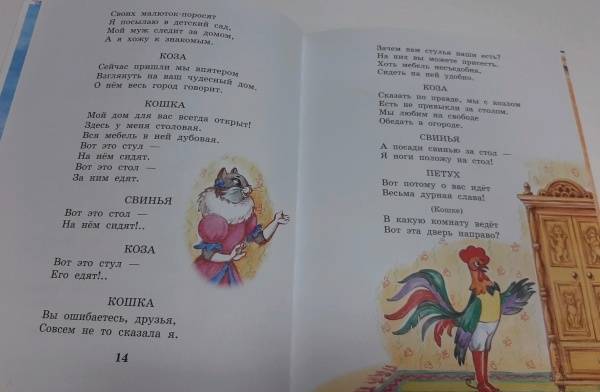 Своих малюток-поросят
Я посылаю в детский сад,
Мой муж следит за домом,
А я хожу к знакомым.
КОЗА
Сейчас пришли мы впятером
Взглянуть на ваш чудесный дом.
О нём весь город говорит.
КОШКА
Мой дом для вас всегда открыт!
Здесь у меня столовая.
Вся мебель в ней дубовая.
Вот это стул —
На нём сидят.
Вот это стол —
За ним едят.
СВИНЬЯ
Вот это стол —
На нём сидят!..
КОЗА
Вот это стул —
Его едят!..
КОШКА
Вы ошибаетесь, друзья,
Совсем не то сказала я.
14
Зачем вам стулья наши есть?
На них вы можете присесть.
Хоть мебель несъедобна,
Сидеть на ней удобно.
КОЗА
Сказать по правде, мы с козлом
Есть не привыкли за столом.
Мы любим на свободе
Обедать в огороде.
СВИНЬЯ
А посади свинью за стол —
Я ноги положу на стол!
ПЕТУХ
Вот потому о вас идёт
Весьма дурная слава!
(Кошке)
В какую комнату ведёт
Вот эта дверь направо?